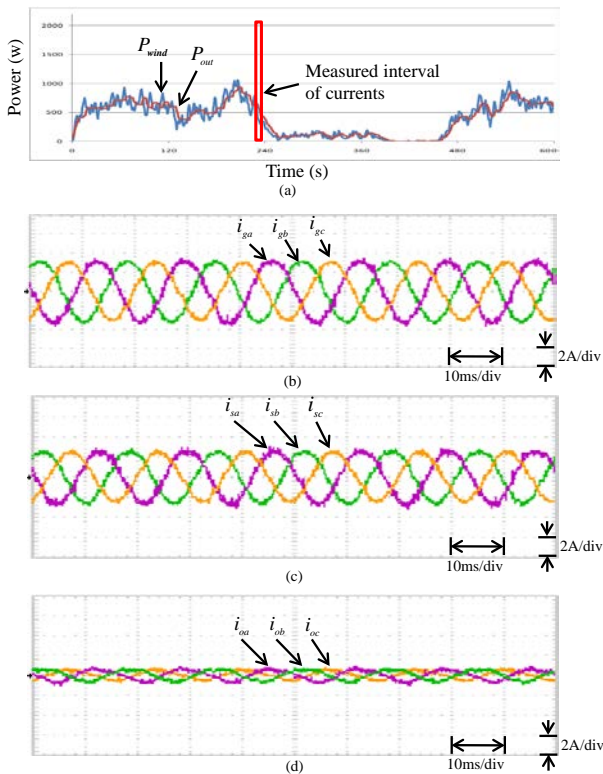 2000
1500
1000
500
0
Power (w)
P_wind
P_out
Measured interval
of currents
0 120 240 360 480 600
Time (s)
(a)
i_ga i_gb i_gc
2A/div
10ms/div
(b)
i_sa i_sb i_sc
2A/div
10ms/div
(c)
i_oa i_ob i_oc
2A/div
10ms/div
(d)